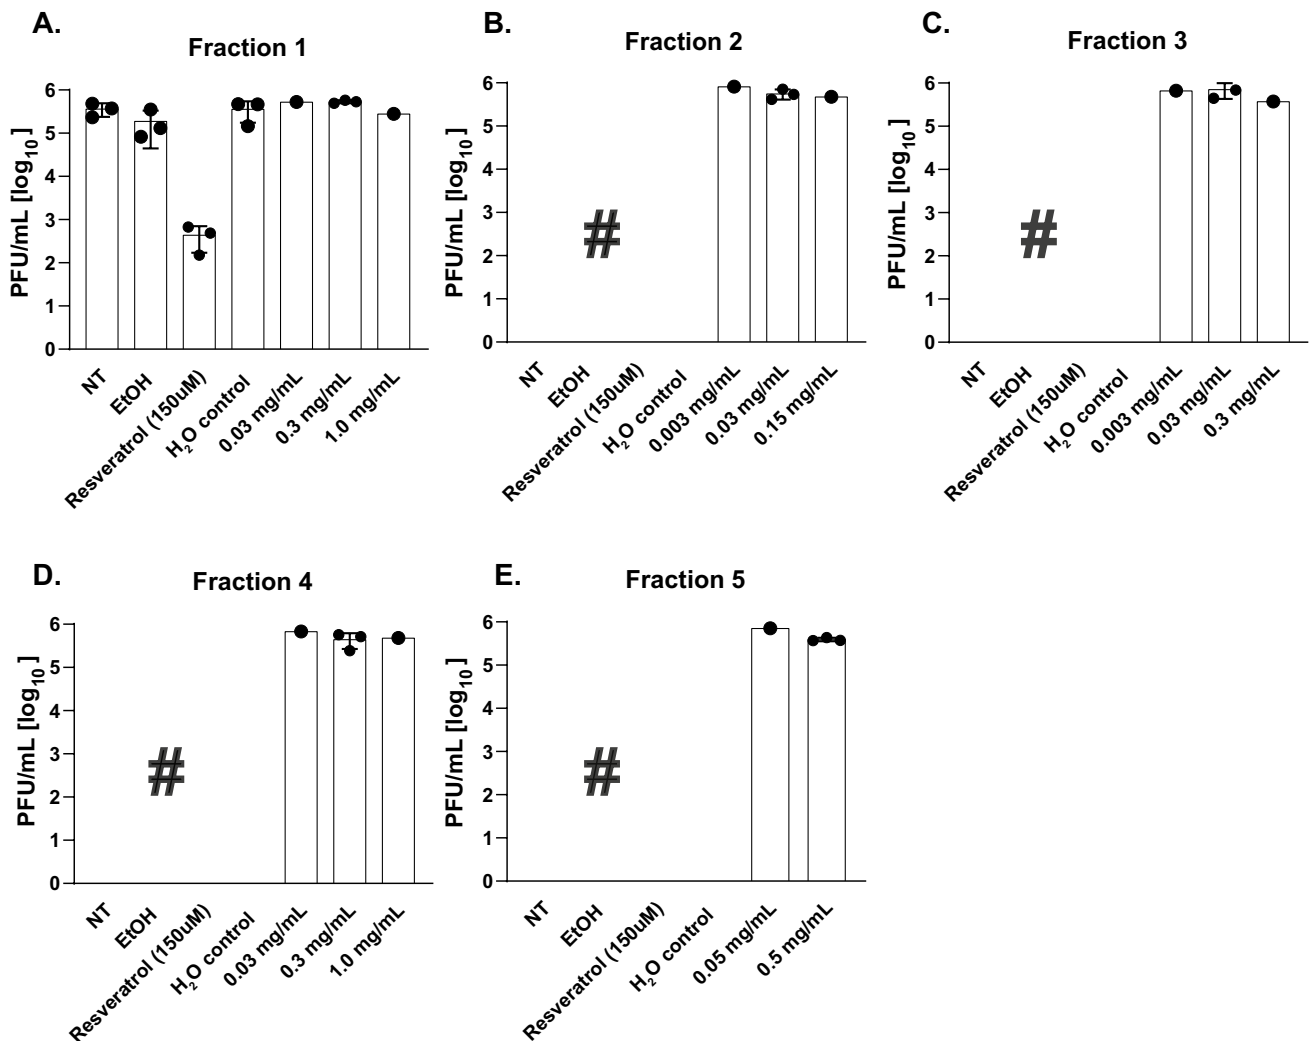 A.
Fraction 1
PFU/mL [log10]
6
5
4
3
2
1
0
NT
EtOH
Resveratrol (150uM)
H2O control
0.03 mg/mL
0.3 mg/mL
1.0 mg/mL
B.
Fraction 2
PFU/mL [log10]
6
5
4
3
2
1
0
#
NT
EtOH
Resveratrol (150uM)
H2O control
0.003 mg/mL
0.03 mg/mL
0.15 mg/mL
C.
Fraction 3
PFU/mL [log10]
6
5
4
3
2
1
0
#
NT
EtOH
Resveratrol (150uM)
H2O control
0.003 mg/mL
0.03 mg/mL
0.3 mg/mL
D.
Fraction 4
PFU/mL [log10]
6
5
4
3
2
1
0
#
NT
EtOH
Resveratrol (150uM)
H2O control
0.03 mg/mL
0.3 mg/mL
1.0 mg/mL
E.
Fraction 5
PFU/mL [log10]
6
5
4
3
2
1
0
#
NT
EtOH
Resveratrol (150uM)
H2O control
0.05 mg/mL
0.5 mg/mL